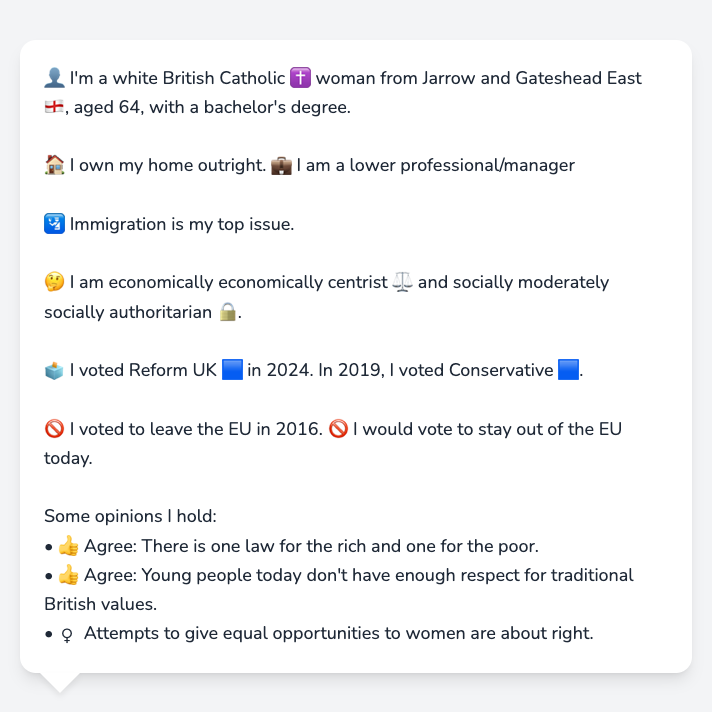 👤 I'm a white British Catholic ✝️ woman from Jarrow and Gateshead East
🏴󠁧󠁢󠁥󠁮󠁧󠁿, aged 64, with a bachelor's degree.
🏠 I own my home outright. 💼 I am a lower professional/manager
🛂 Immigration is my top issue.
🤔 I am economically economically centrist ⚖️ and socially moderately
socially authoritarian 🔒.
🗳️ I voted Reform UK 🟦 in 2024. In 2019, I voted Conservative 🟦.
🚫 I voted to leave the EU in 2016. 🚫 I would vote to stay out of the EU
today.
Some opinions I hold:
• 👍 Agree: There is one law for the rich and one for the poor.
• 👍 Agree: Young people today don't have enough respect for traditional
British values.
• ♀ Attempts to give equal opportunities to women are about right.